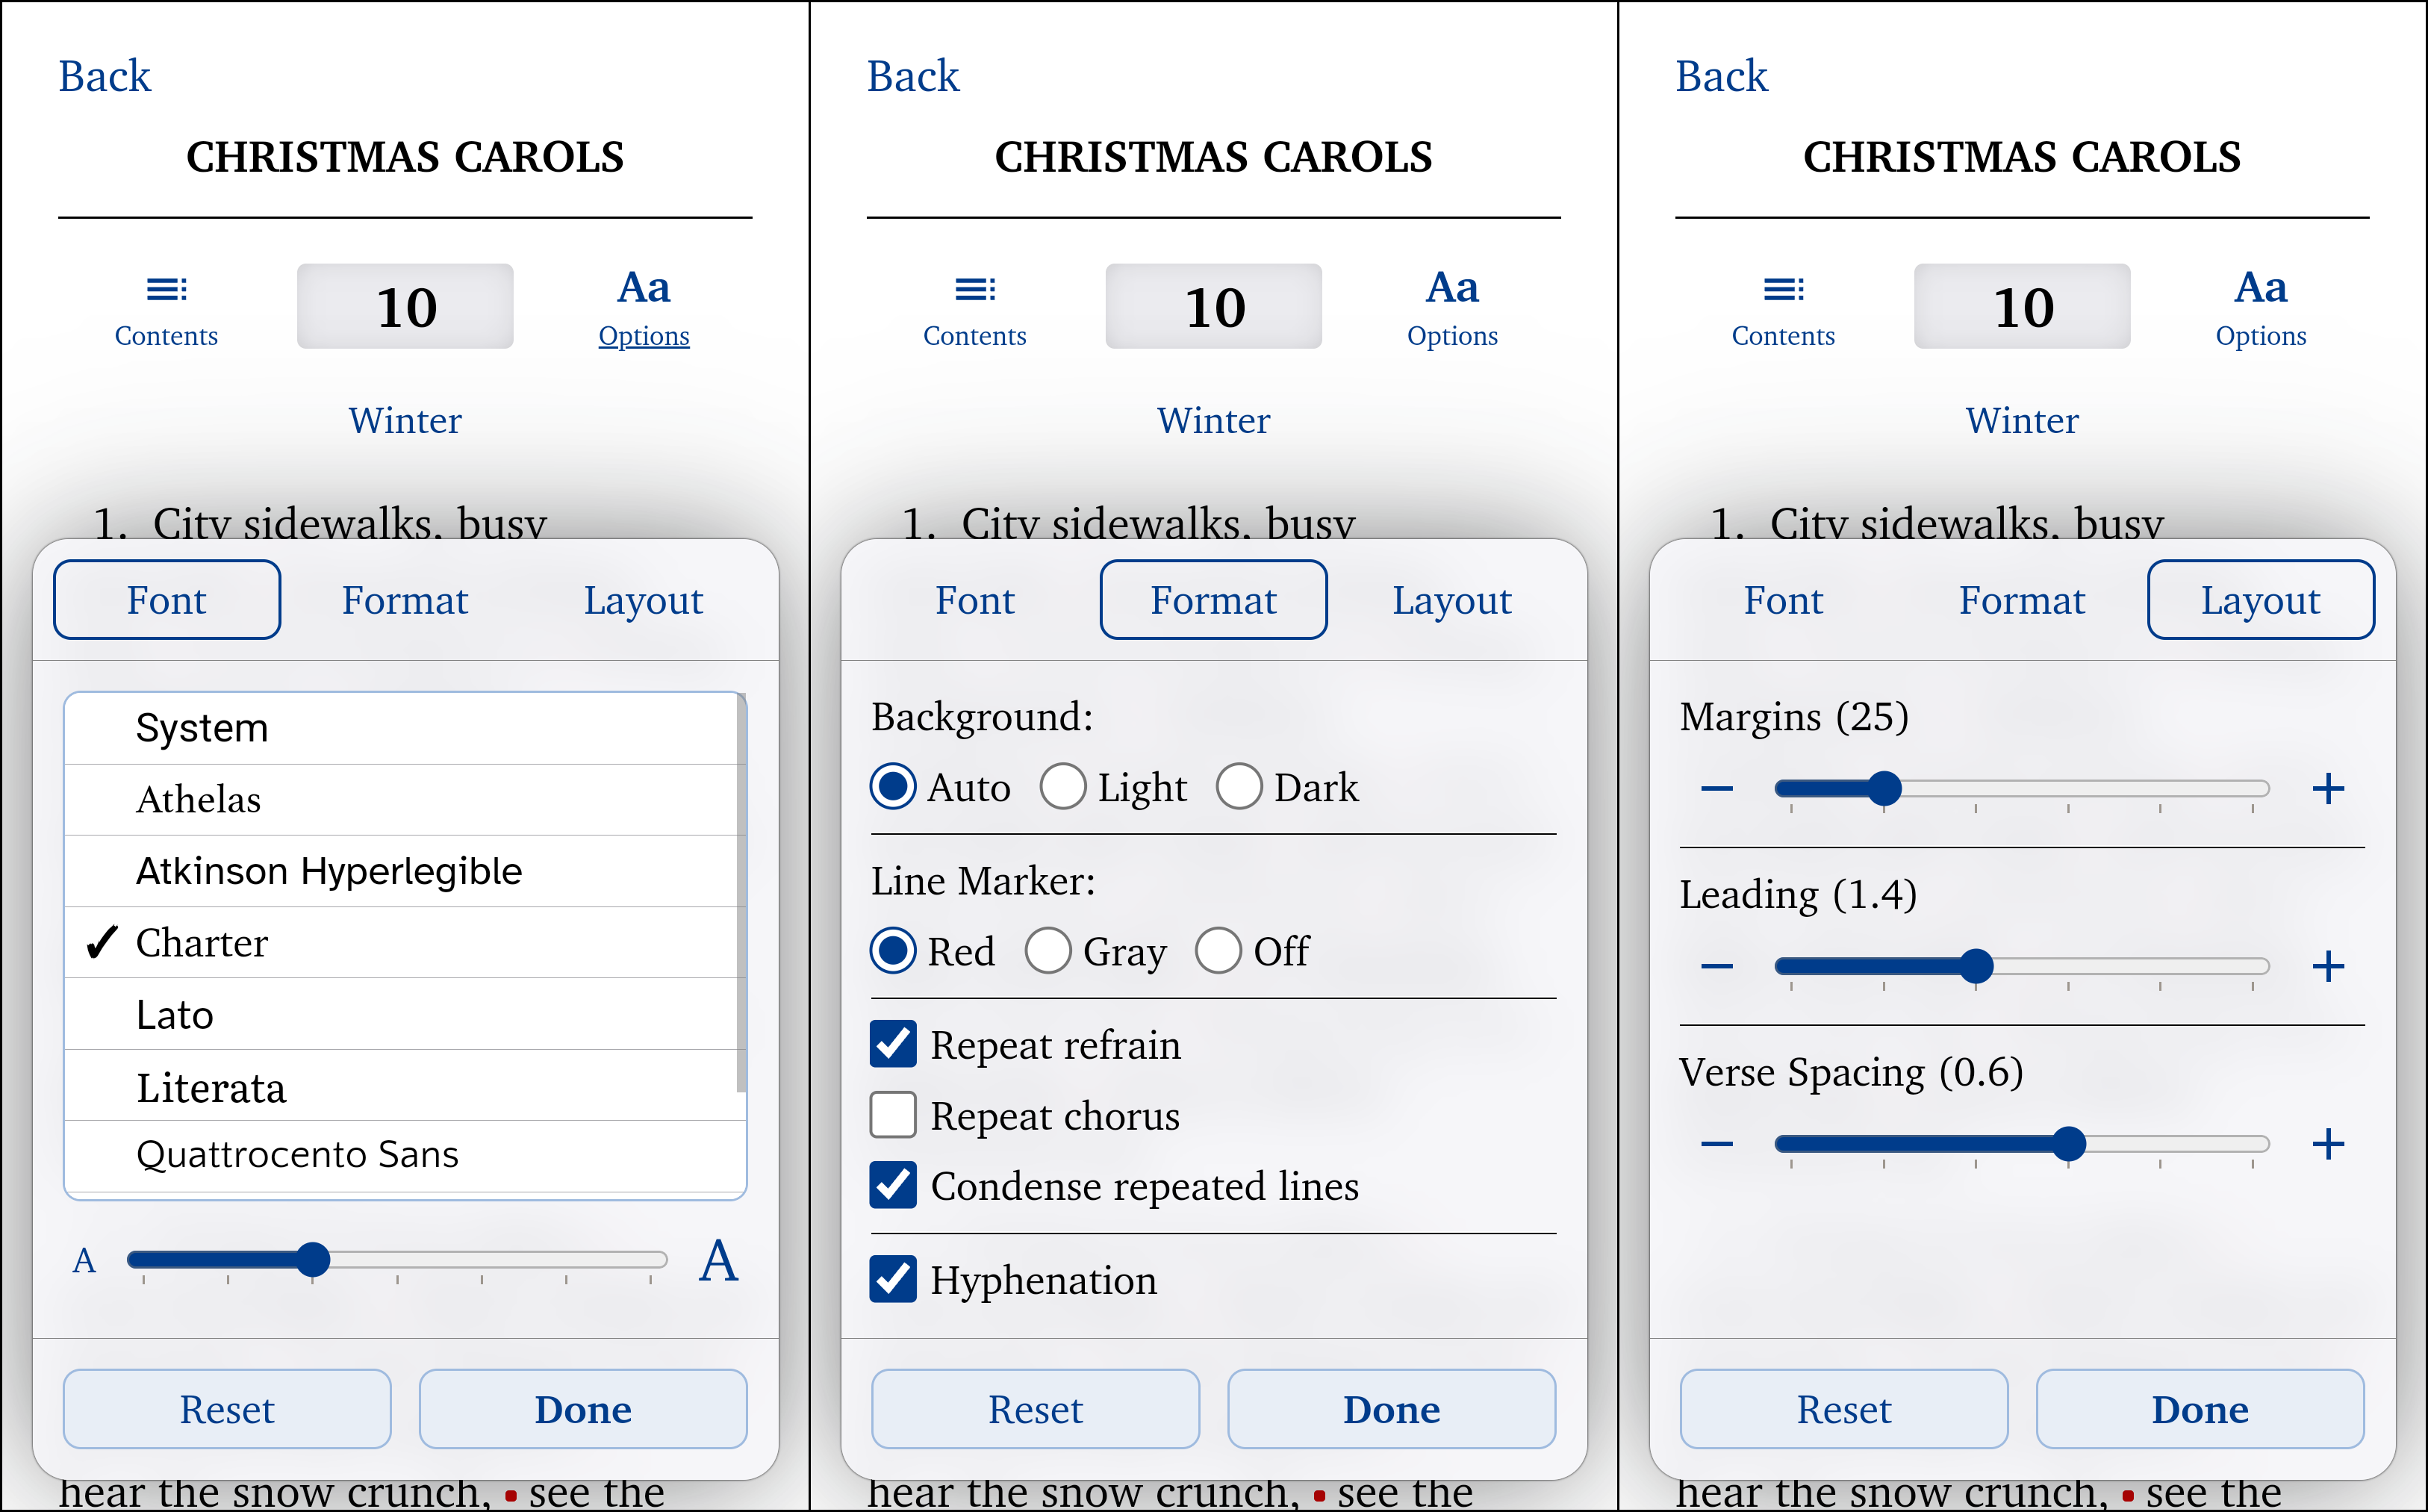 Back
CHRISTMAS CAROLS
Contents
10
Aa
Options
Winter
1. City sidewalks, busy
Font Format Layout
System
Athelas
Atkinson Hyperlegible
✓ Charter
Lato
Literata
Quattrocento Sans
A A
Reset Done
hear the snow crunch, ▪ see the
Back
CHRISTMAS CAROLS
Contents
10
Aa
Options
Winter
1. City sidewalks, busy
Font Format Layout
Background:
Auto Light Dark
Line Marker:
Red Gray Off
Repeat refrain
Repeat chorus
Condense repeated lines
Hyphenation
Reset Done
hear the snow crunch, ▪ see the
Back
CHRISTMAS CAROLS
Contents
10
Aa
Options
Winter
1. City sidewalks, busy
Font Format Layout
Margins (25)
− +
Leading (1.4)
− +
Verse Spacing (0.6)
− +
Reset Done
hear the snow crunch, ▪ see the